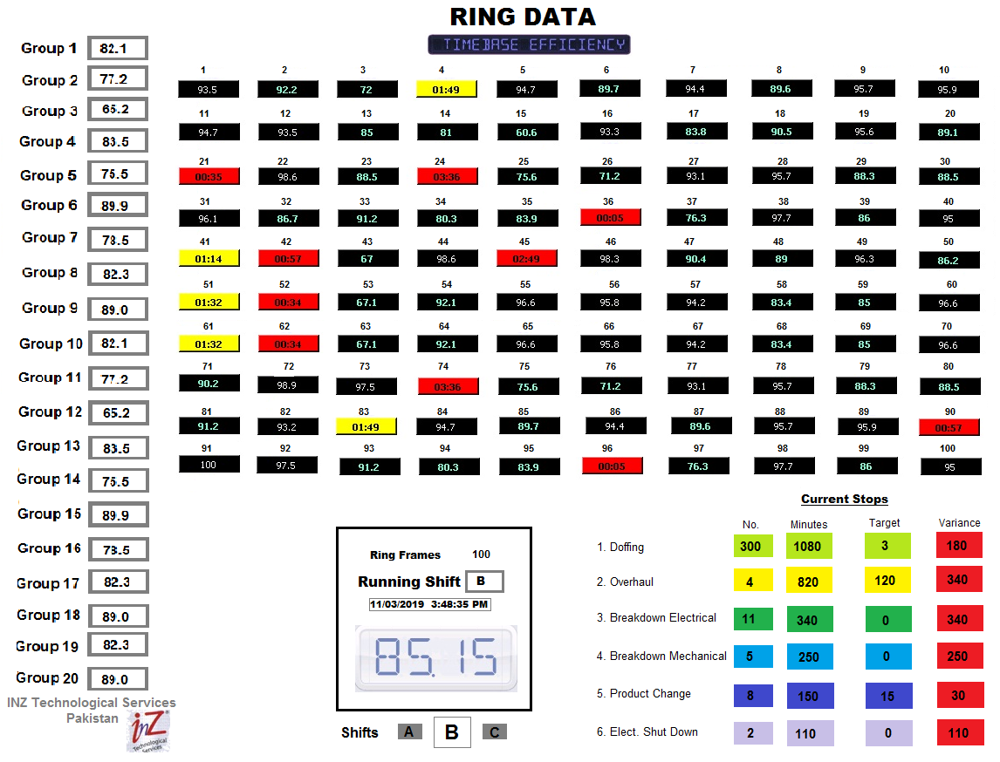 RING DATA
TIMEBASE EFFICIENCY
Group 1 82.1
Group 2 77.2
Group 3 65.2
Group 4 83.5
Group 5 75.5
Group 6 89.9
Group 7 73.5
Group 8 82.3
Group 9 89.0
Group 10 82.1
Group 11 77.2
Group 12 65.2
Group 13 83.5
Group 14 75.5
Group 15 89.9
Group 16 73.5
Group 17 82.3
Group 18 89.0
Group 19 82.3
Group 20 89.0
INZ Technological Services
Pakistan
inZ
Technological
Services
1 2 3 4 5 6 7 8 9 10
93.5 92.2 72 01:49 94.7 89.7 94.4 89.6 95.7 95.9
11 12 13 14 15 16 17 18 19 20
94.7 93.5 85 81 60.6 93.3 83.8 90.5 95.6 89.1
21 22 23 24 25 26 27 28 29 30
00:35 98.6 88.5 03:36 75.6 71.2 93.1 95.7 88.3 88.5
31 32 33 34 35 36 37 38 39 40
96.1 86.7 91.2 80.3 83.9 00:05 76.3 97.7 86 95
41 42 43 44 45 46 47 48 49 50
01:14 00:57 67 98.6 02:49 98.3 90.4 89 96.3 86.2
51 52 53 54 55 56 57 58 59 60
01:32 00:34 67.1 92.1 96.6 95.8 94.2 83.4 85 96.6
61 62 63 64 65 66 67 68 69 70
01:32 00:34 67.1 92.1 96.6 95.8 94.2 83.4 85 96.6
71 72 73 74 75 76 77 78 79 80
90.2 98.9 97.5 03:36 75.6 71.2 93.1 95.7 88.3 88.5
81 82 83 84 85 86 87 88 89 90
91.2 93.2 01:49 94.7 89.7 94.4 89.6 95.7 95.9 00:57
91 92 93 94 95 96 97 98 99 100
100 97.5 91.2 80.3 83.9 00:05 76.3 97.7 86 95
Ring Frames 100
Running Shift B
11/03/2019 3:48:35 PM
85.15
Shifts A B C
Current Stops
No. Minutes Target Variance
1. Doffing 300 1080 3 180
2. Overhaul 4 820 120 340
3. Breakdown Electrical 11 340 0 340
4. Breakdown Mechanical 5 250 0 250
5. Product Change 8 150 15 30
6. Elect. Shut Down 2 110 0 110